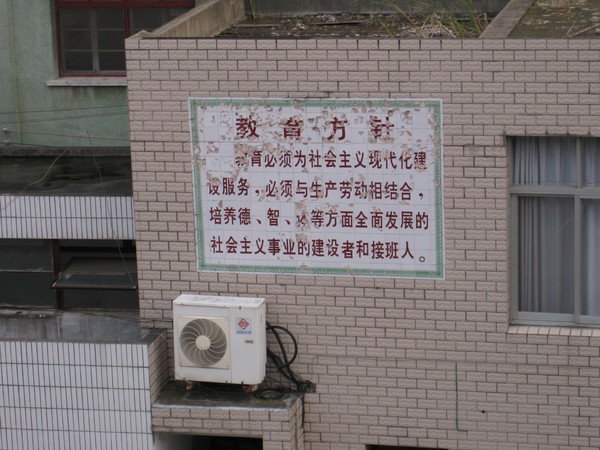 教育方针
教育必须为社会主义现代化建
设服务，必须与生产劳动相结合，
培养德、智、等方面全面发展的
社会主义事业的建设者和接班人。